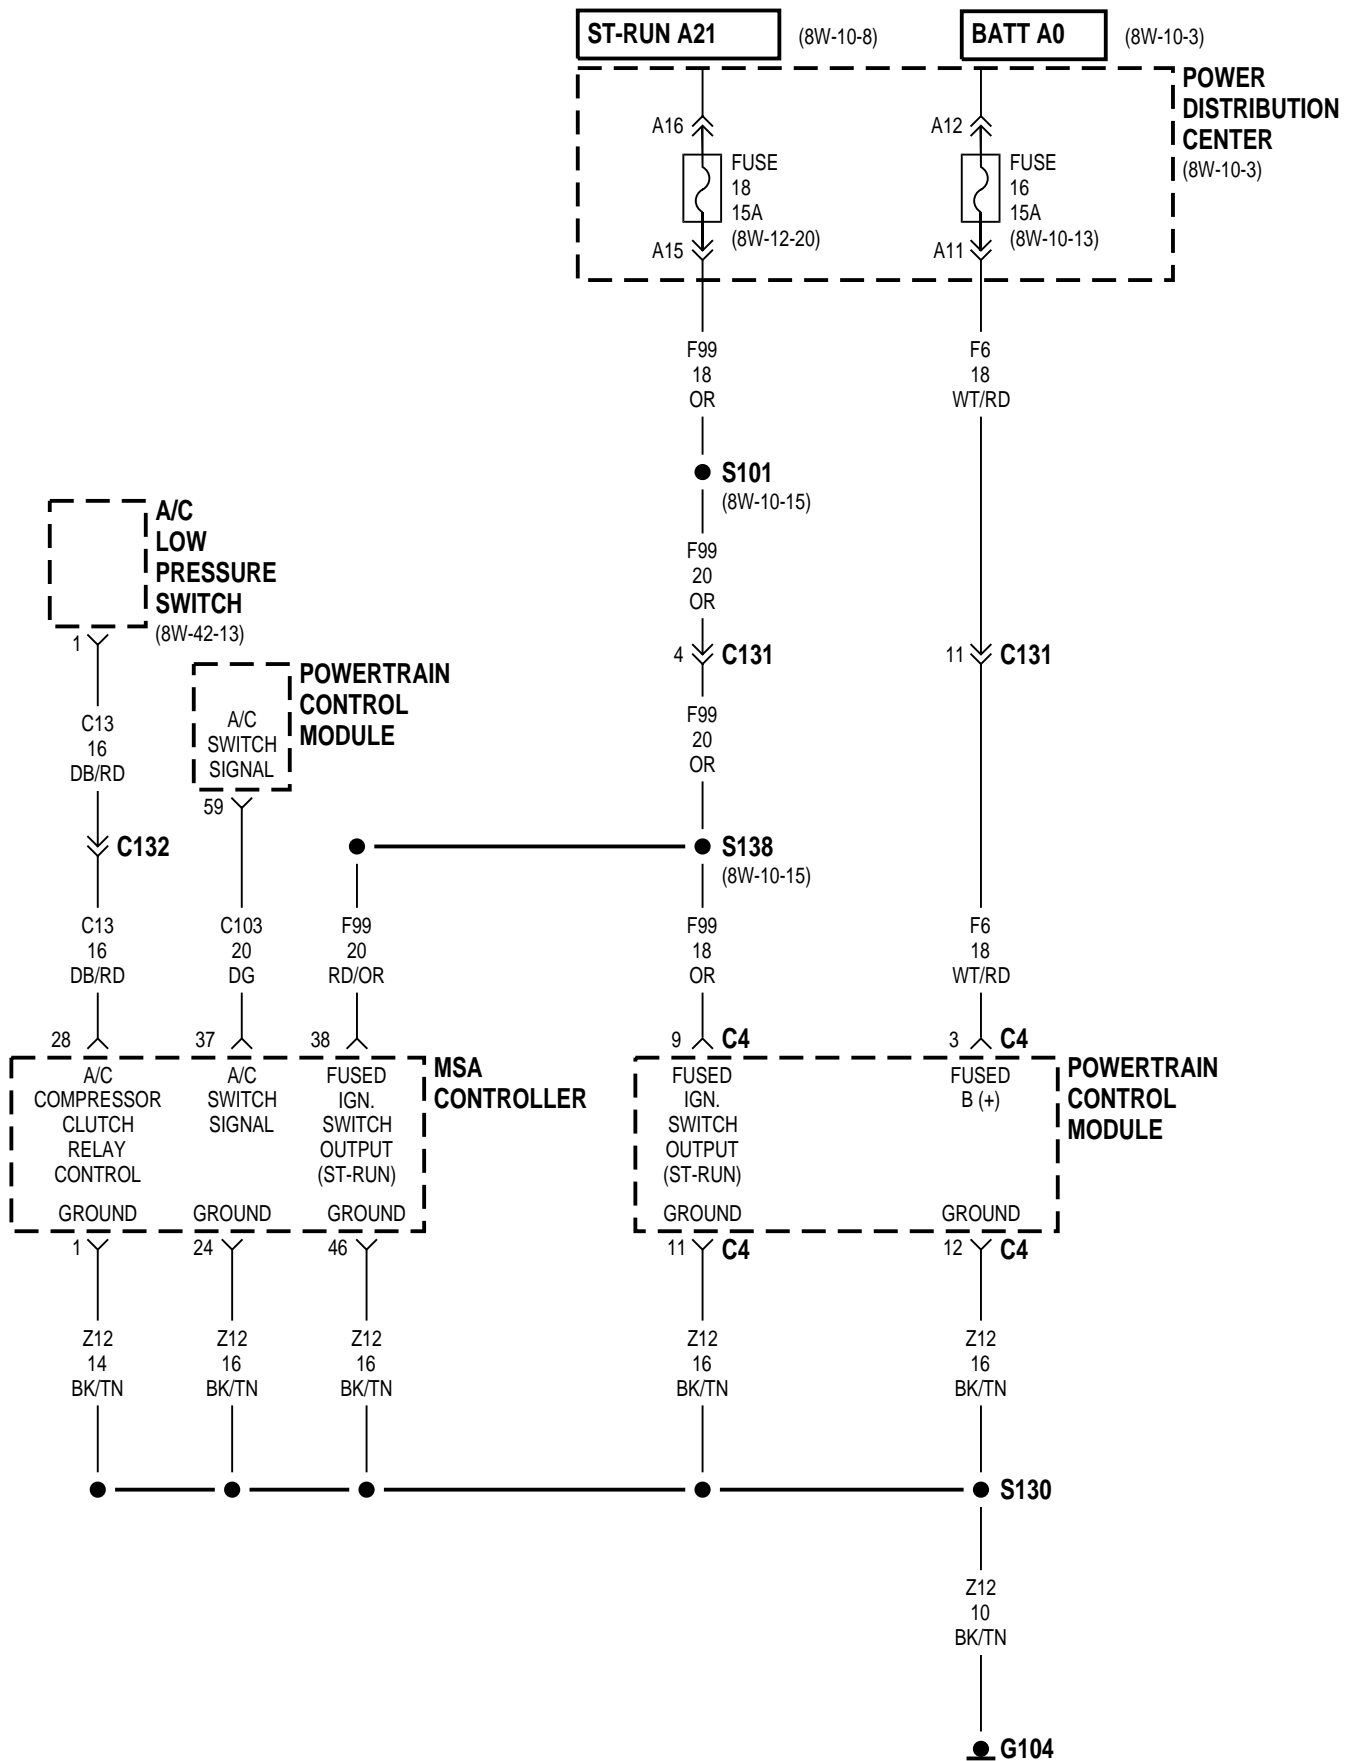 ST-RUN A21
(8W-10-8)
BATT A0
(8W-10-3)
POWER
DISTRIBUTION
CENTER
(8W-10-3)
A16
FUSE
18
15A
(8W-12-20)
A15
A12
FUSE
16
15A
(8W-10-13)
A11
F99
18
OR
F6
18
WT/RD
S101
(8W-10-15)
F99
20
OR
A/C
LOW
PRESSURE
SWITCH
(8W-42-13)
1
4
C131
11
C131
POWERTRAIN
CONTROL
MODULE
A/C
SWITCH
SIGNAL
59
C13
16
DB/RD
F99
20
OR
C132
S138
(8W-10-15)
C13
16
DB/RD
C103
20
DG
F99
20
RD/OR
F99
18
OR
F6
18
WT/RD
28
37
38
9
C4
3
C4
MSA
CONTROLLER
A/C
COMPRESSOR
CLUTCH
RELAY
CONTROL
A/C
SWITCH
SIGNAL
FUSED
IGN.
SWITCH
OUTPUT
(ST-RUN)
FUSED
IGN.
SWITCH
OUTPUT
(ST-RUN)
FUSED
B (+)
POWERTRAIN
CONTROL
MODULE
GROUND
GROUND
GROUND
GROUND
GROUND
1
24
46
11
C4
12
C4
Z12
14
BK/TN
Z12
16
BK/TN
Z12
16
BK/TN
Z12
16
BK/TN
Z12
16
BK/TN
S130
Z12
10
BK/TN
G104